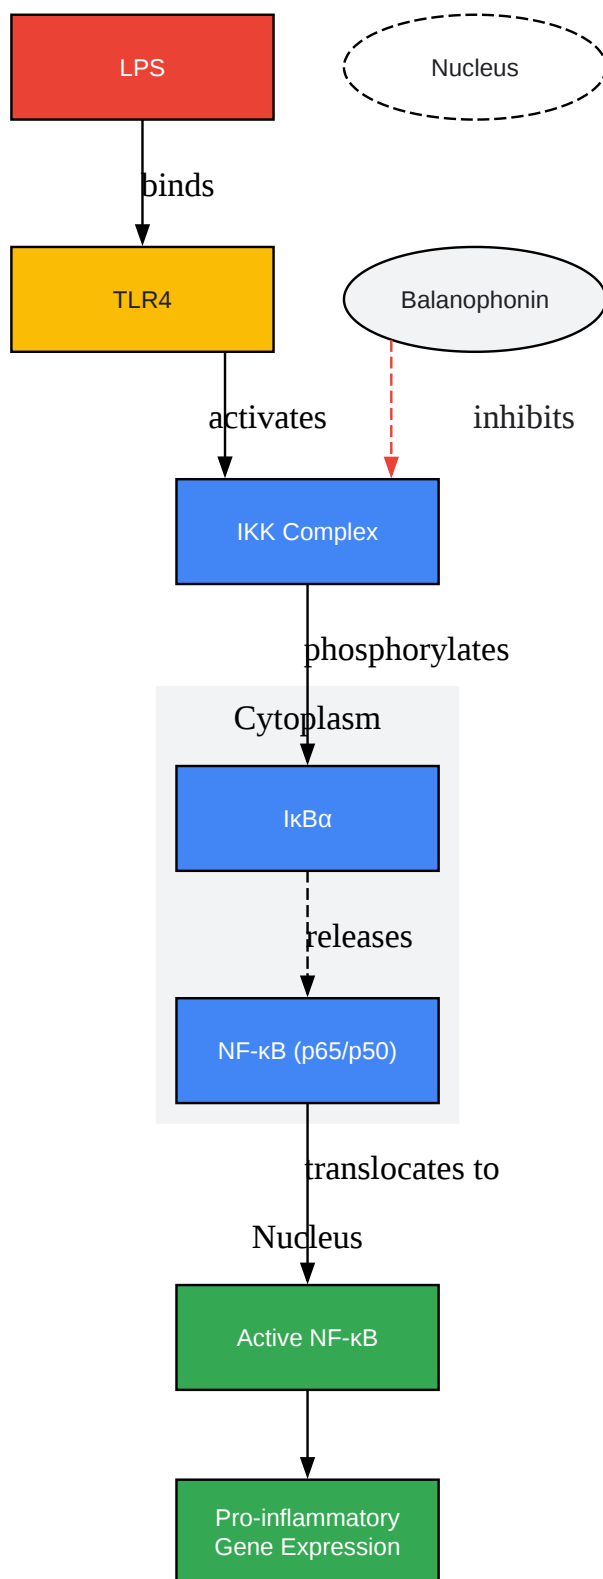 LPS
Nucleus
binds
TLR4
Balanophonin
activates
inhibits
IKK Complex
phosphorylates
Cytoplasm
IκBα
releases
NF-κB (p65/p50)
translocates to
Nucleus
Active NF-κB
Pro-inflammatory
Gene Expression